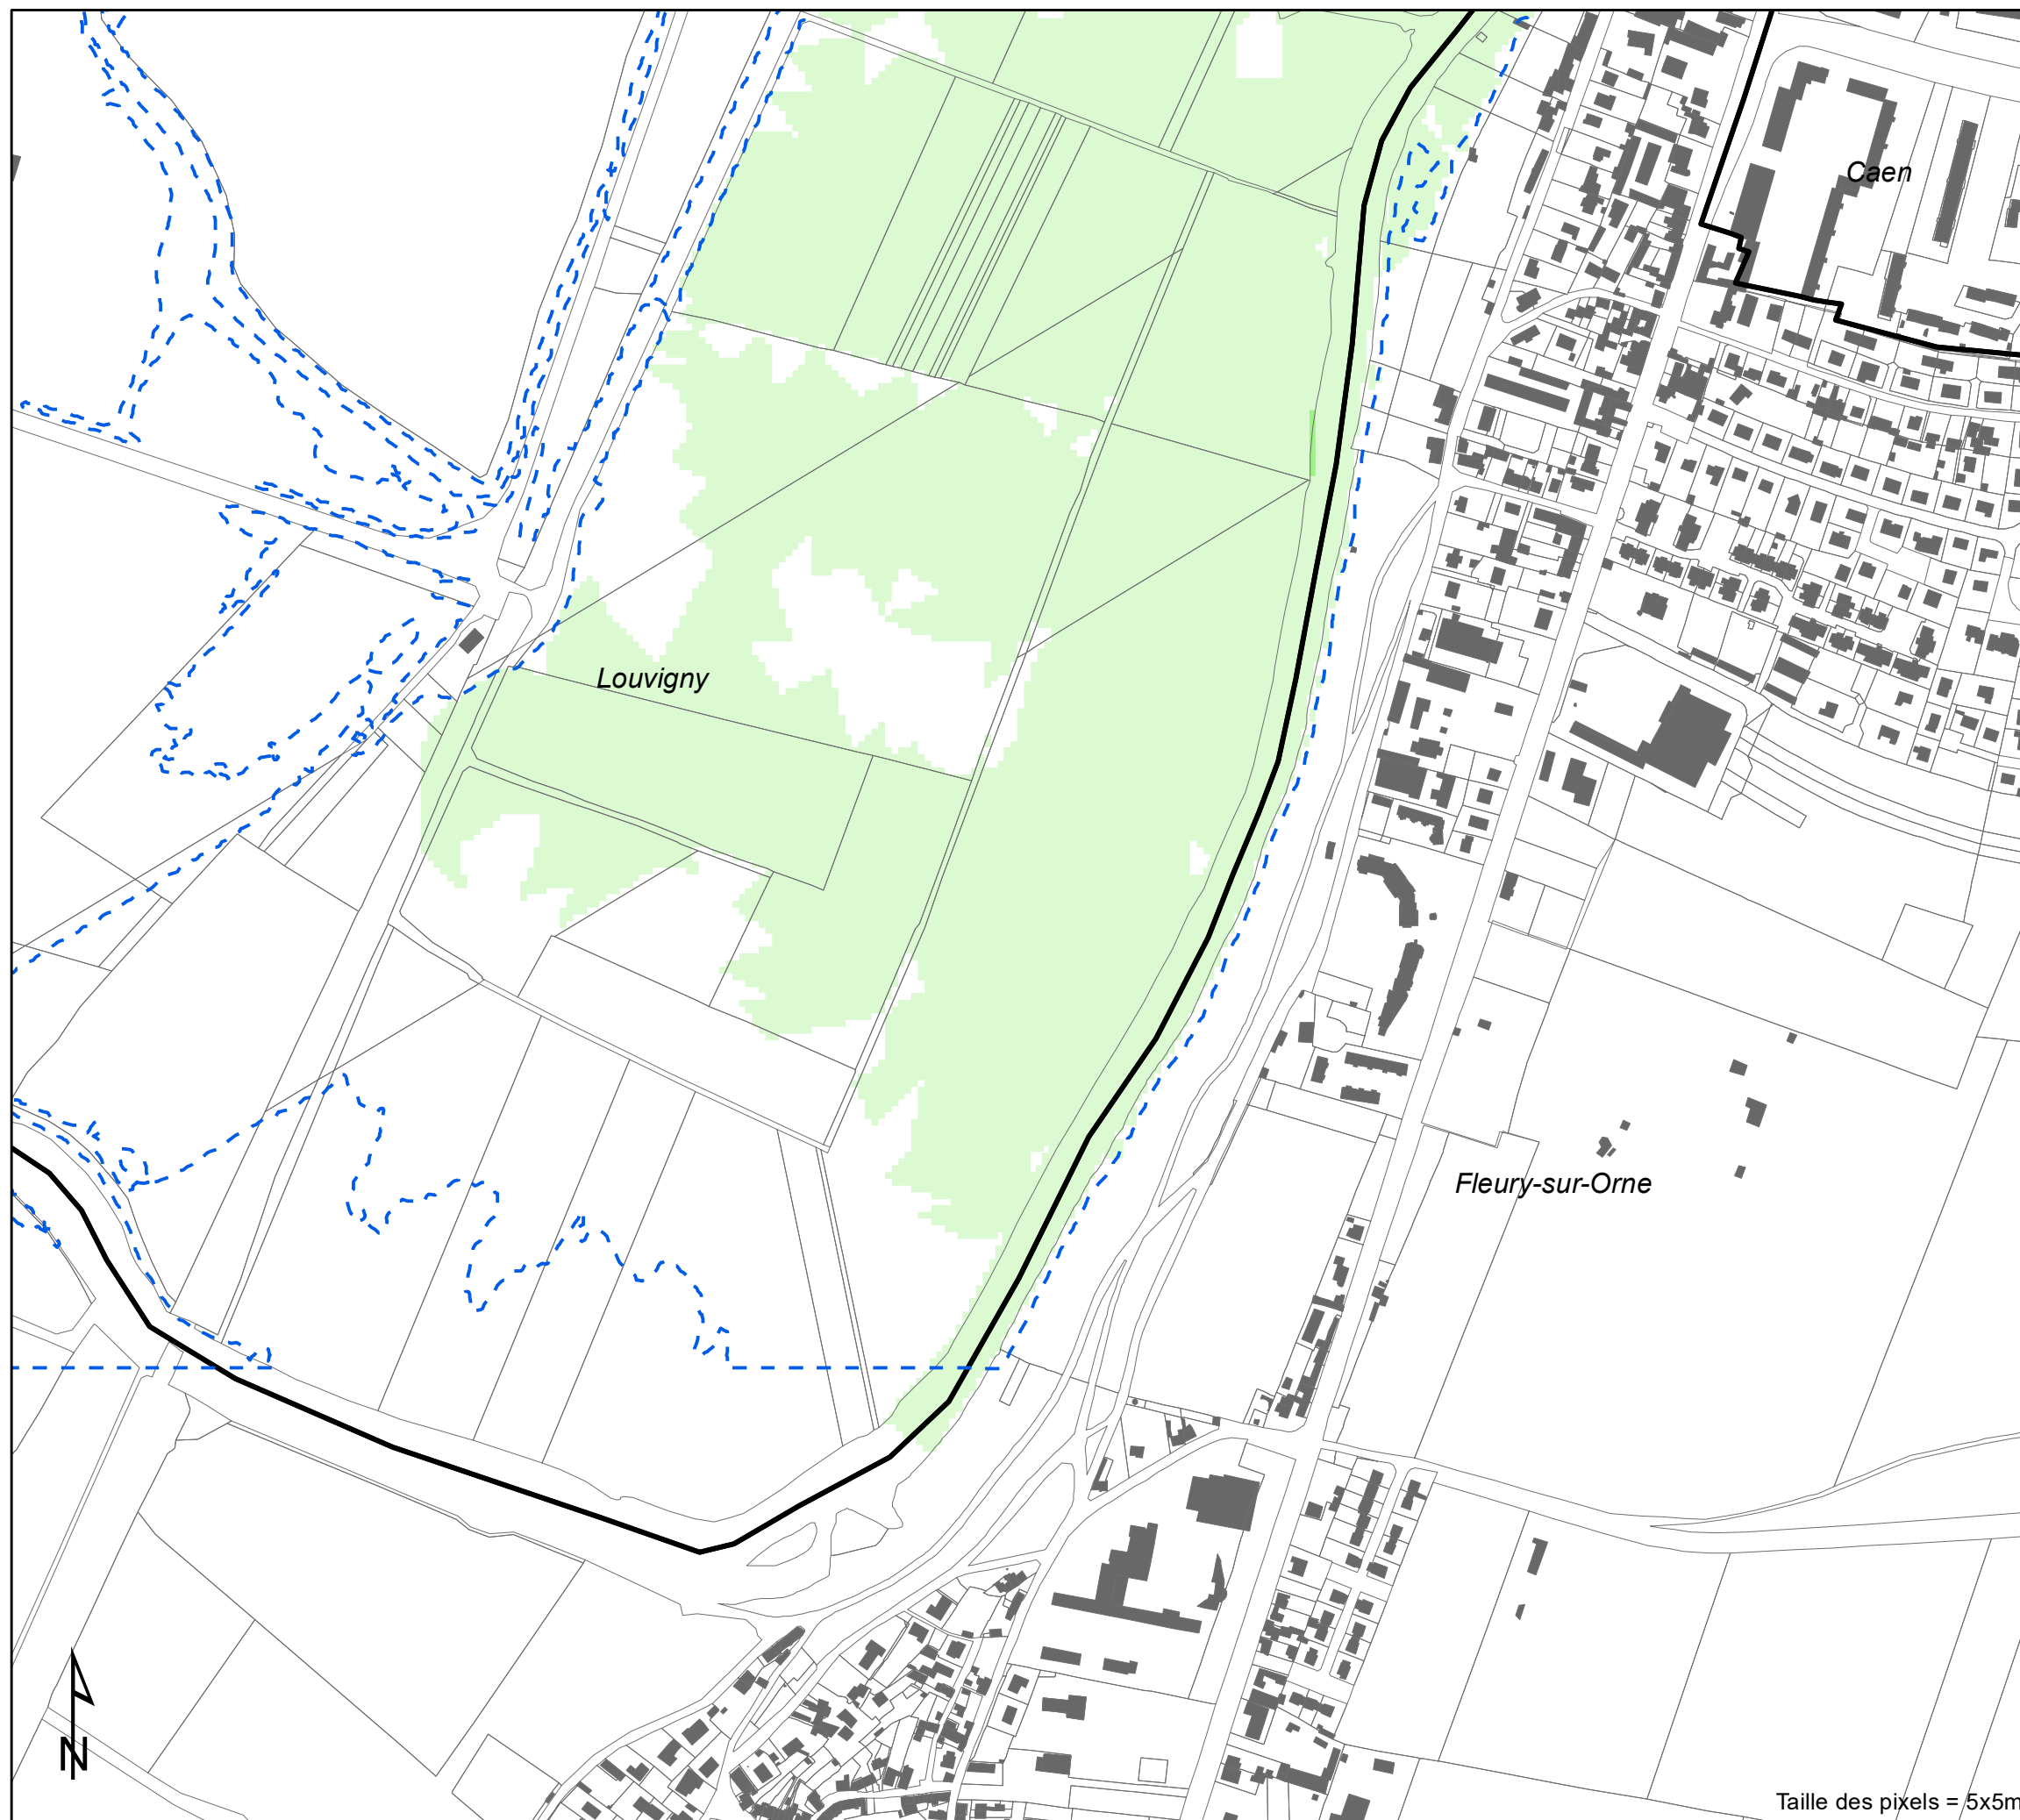 Caen
Louvigny
Fleury-sur-Orne
N
Taille des pixels = 5x5m